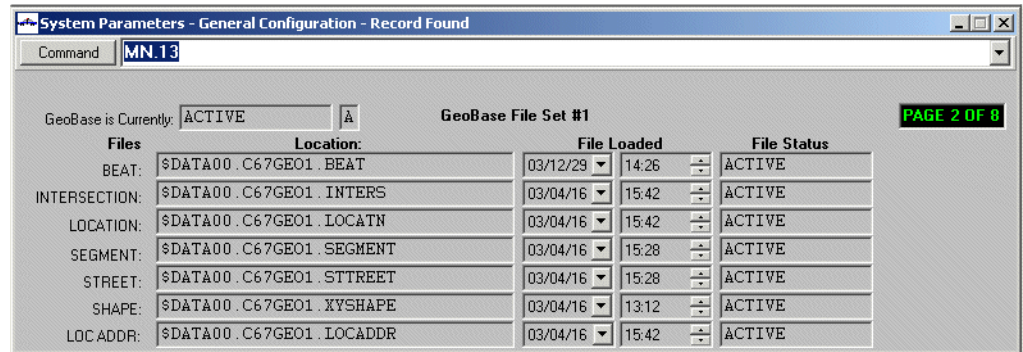 System Parameters - General Configuration - Record Found
Command MN.13
GeoBase is Currently: ACTIVE A GeoBase File Set #1 PAGE 2 OF 8
Files Location: File Loaded File Status
BEAT: $DATA00.C67GEO1.BEAT 03/12/29 14:26 ACTIVE
INTERSECTION: $DATA00.C67GEO1.INTERS 03/04/16 15:42 ACTIVE
LOCATION: $DATA00.C67GEO1.LOCATN 03/04/16 15:42 ACTIVE
SEGMENT: $DATA00.C67GEO1.SEGMENT 03/04/16 15:28 ACTIVE
STREET: $DATA00.C67GEO1.STTREET 03/04/16 15:28 ACTIVE
SHAPE: $DATA00.C67GEO1.XYSHAPE 03/04/16 13:12 ACTIVE
LOC ADDR: $DATA00.C67GEO1.LOCADDR 03/04/16 15:42 ACTIVE